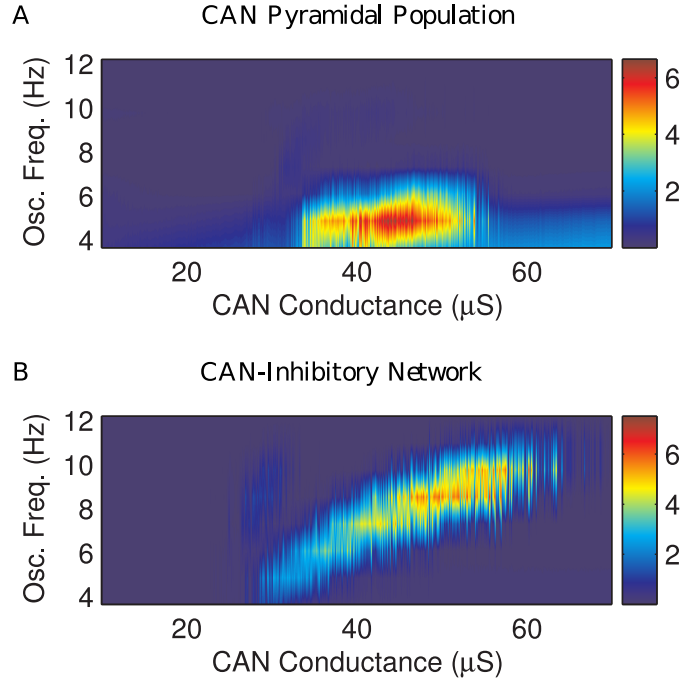 A
CAN Pyramidal Population
Osc. Freq. (Hz)
12
10
8
6
4
6
4
2
20
40
60
CAN Conductance (μS)
B
CAN-Inhibitory Network
Osc. Freq. (Hz)
12
10
8
6
4
6
4
2
20
40
60
CAN Conductance (μS)